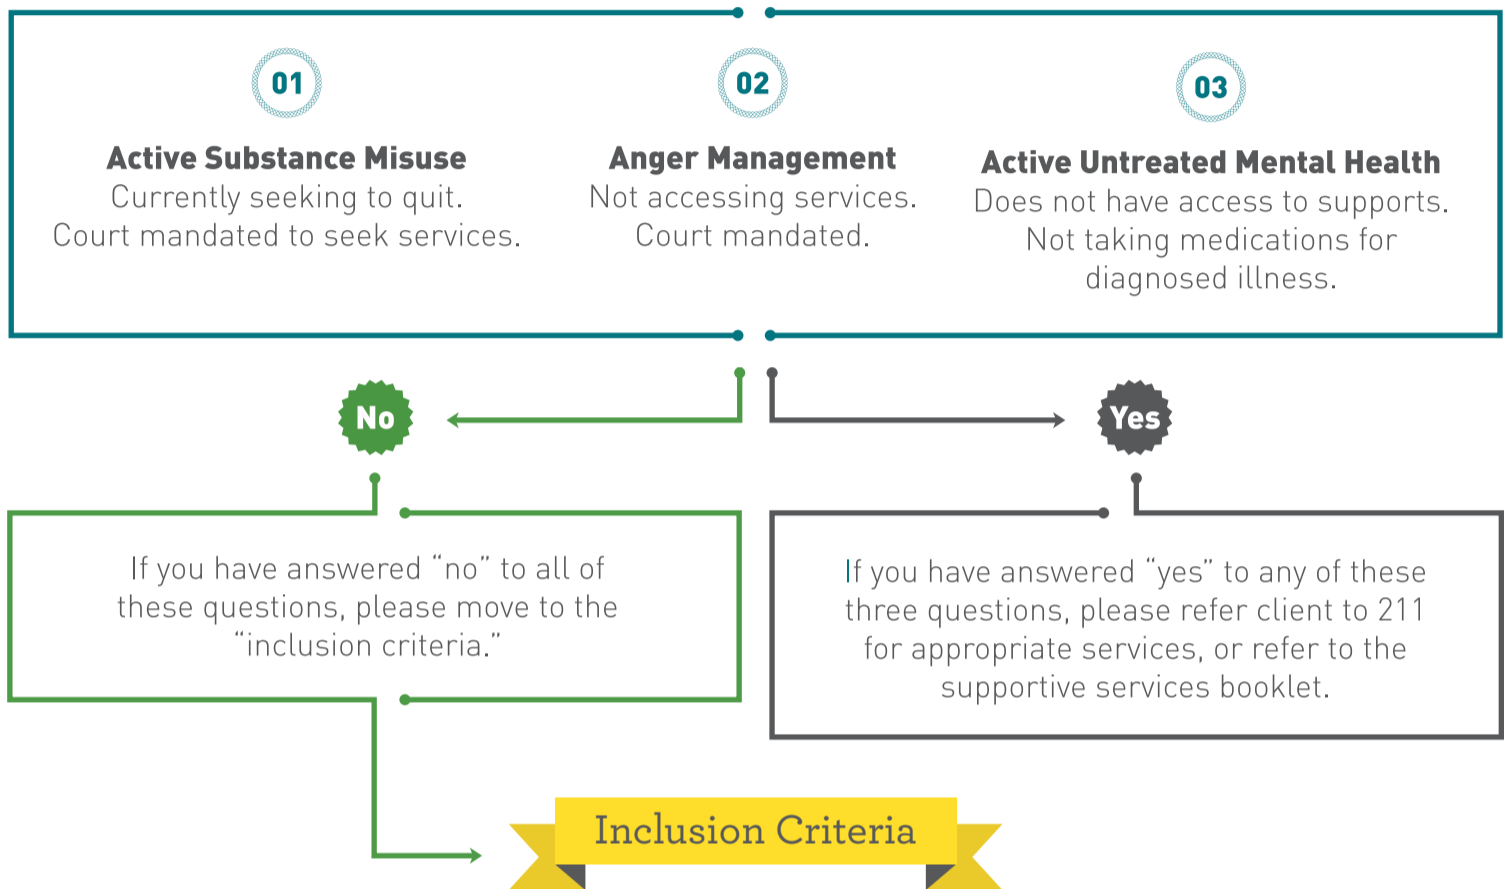 01
Active Substance Misuse
Currently seeking to quit.
Court mandated to seek services.
02
Anger Management
Not accessing services.
Court mandated.
03
Active Untreated Mental Health
Does not have access to supports.
Not taking medications for
diagnosed illness.
No
Yes
If you have answered “no” to all of
these questions, please move to the
“inclusion criteria.”
If you have answered “yes” to any of these
three questions, please refer client to 211
for appropriate services, or refer to the
supportive services booklet.
Inclusion Criteria